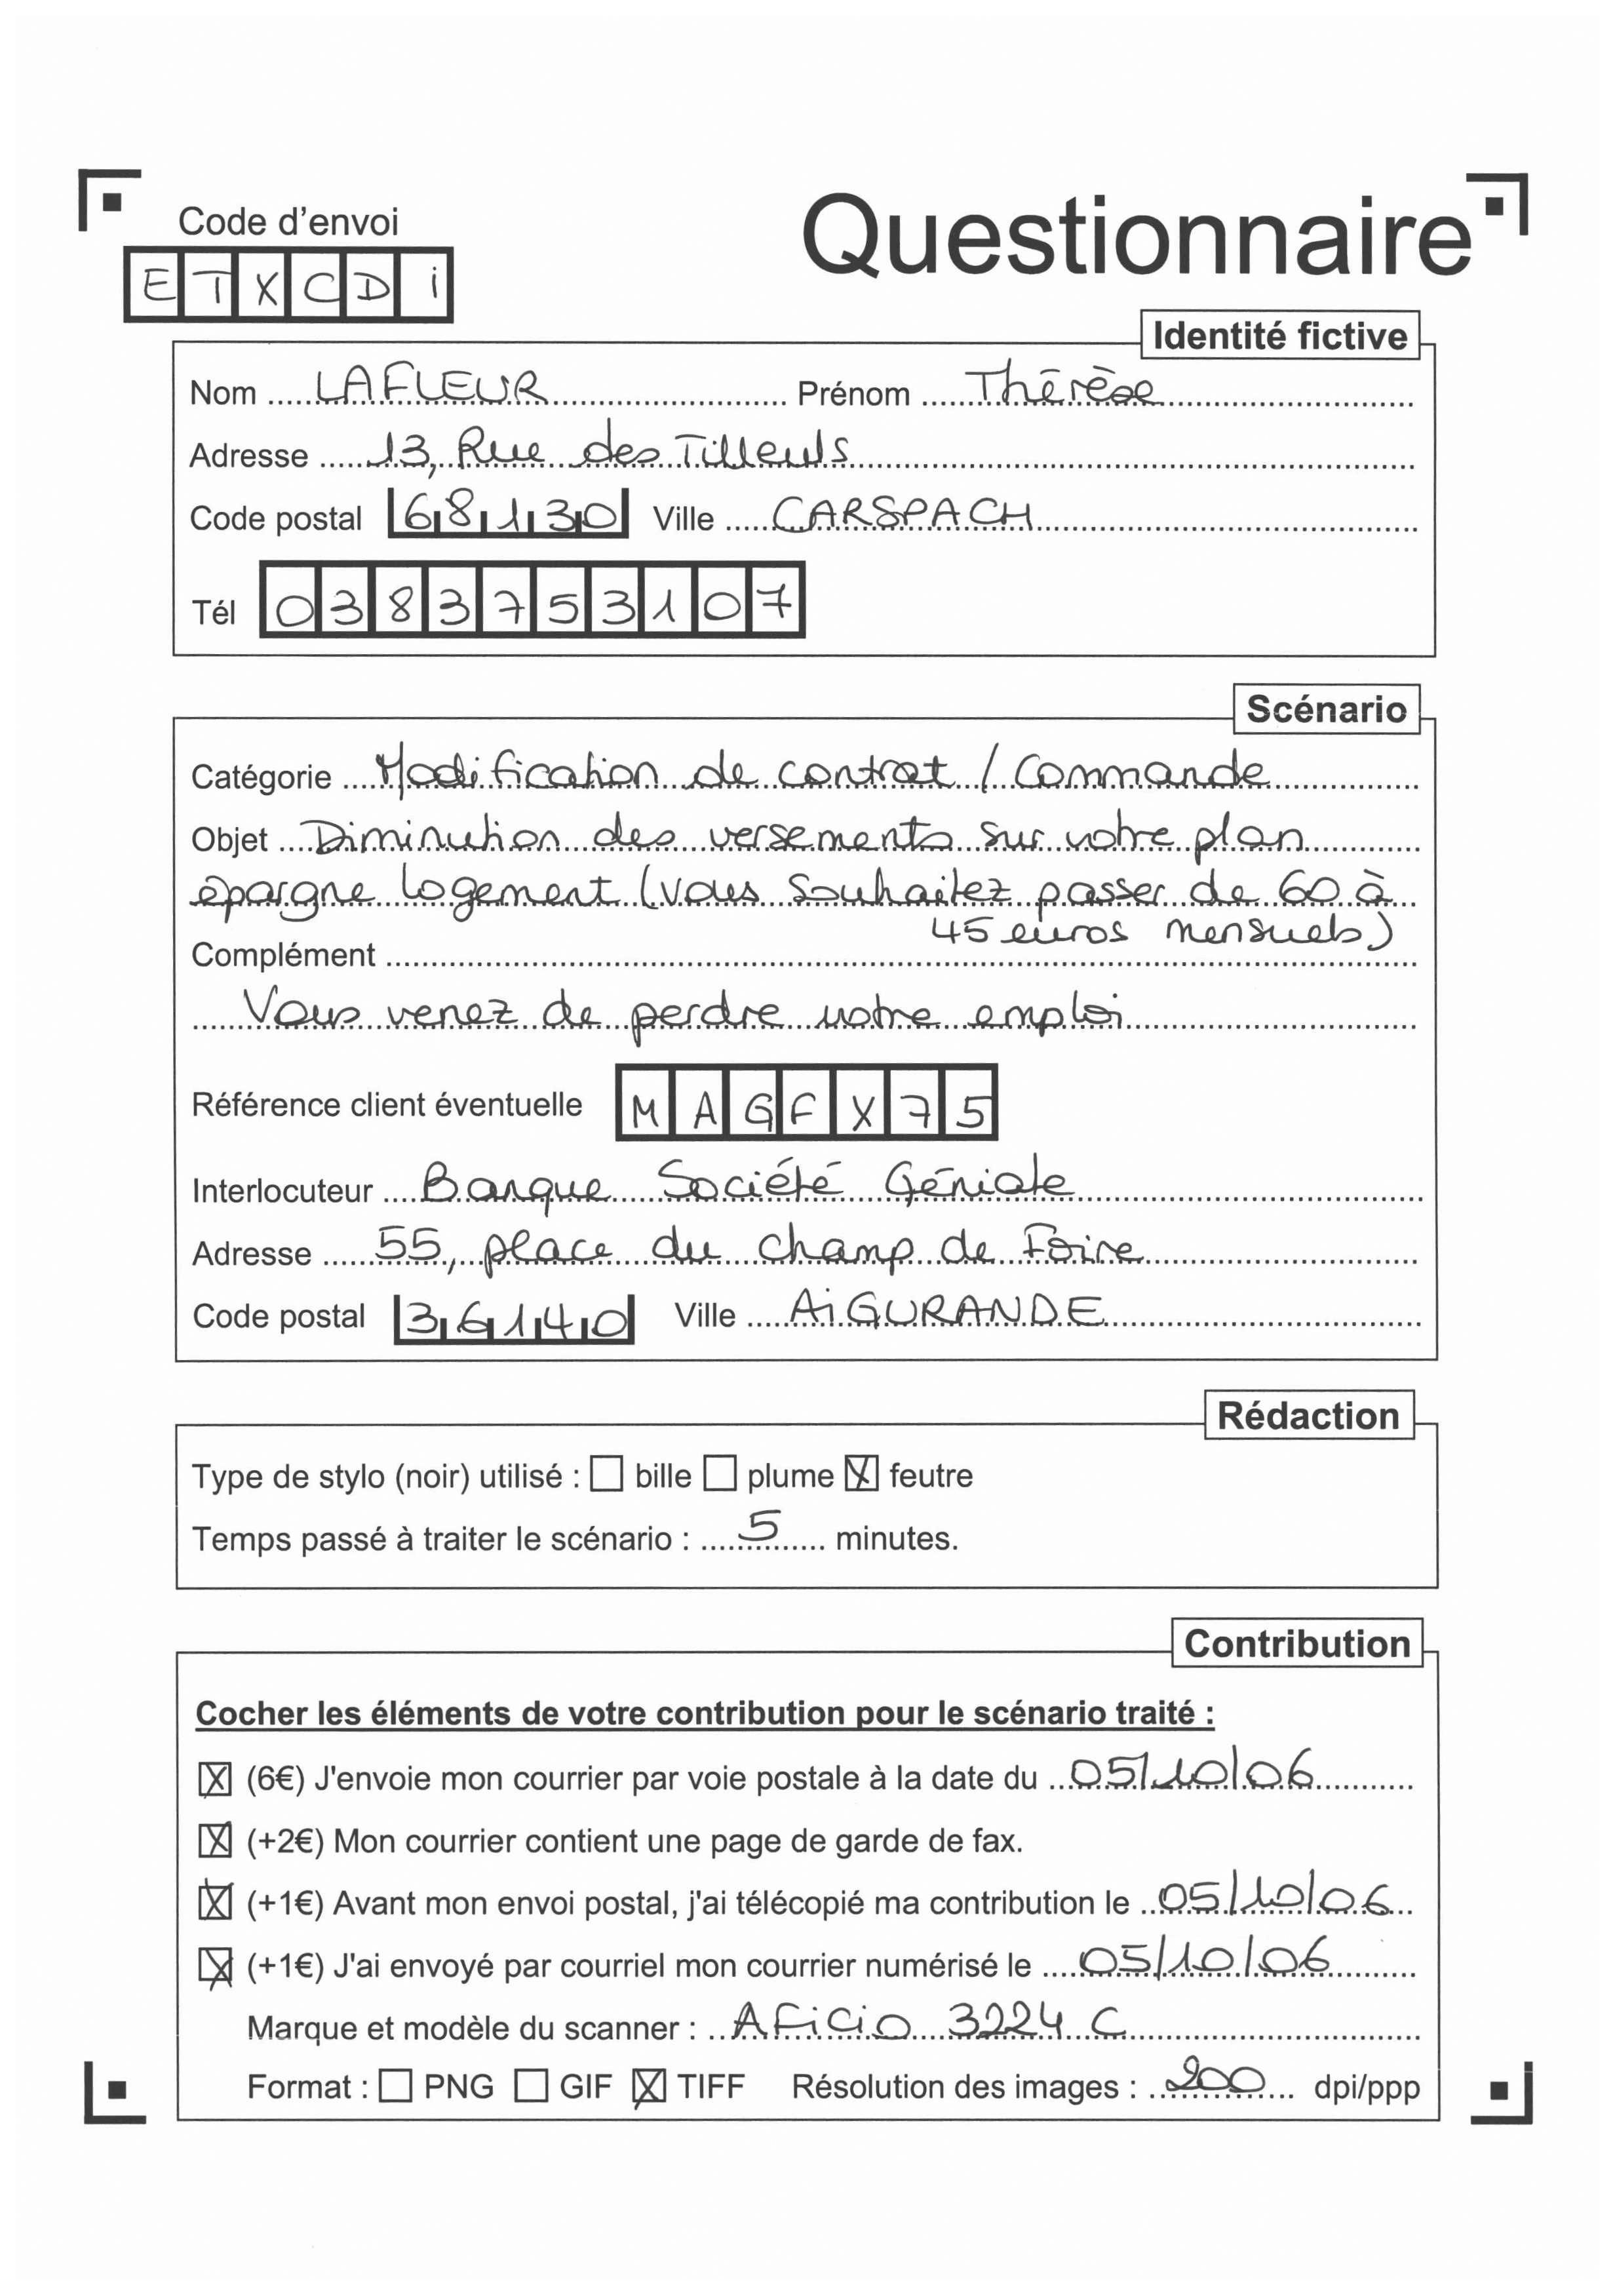 Code d'envoi
Questionnaire
ETXCDi
Identité fictive
Nom LAFLEUR Prénom Thérèse
Adresse 13, Rue des Tilleuls
Code postal 68130 Ville CARSPACH
Tél 0383753107
Scénario
Catégorie Modification de contrat / Commande
Objet Diminution des versements sur votre plan
épargne logement (vous souhaitez passer de 60 à
45 euros mensuels)
Complément
Vous venez de perdre votre emploi
Référence client éventuelle MAGFX75
Interlocuteur Banque Société Géniale
Adresse 55, place du champ de Foire
Code postal 36140 Ville AiGURANDE
Rédaction
Type de stylo (noir) utilisé : bille plume feutre
Temps passé à traiter le scénario : 5 minutes.
Contribution
Cocher les éléments de votre contribution pour le scénario traité :
(6€) J'envoie mon courrier par voie postale à la date du 05/10/06
(+2€) Mon courrier contient une page de garde de fax.
(+1€) Avant mon envoi postal, j'ai télécopié ma contribution le 05/10/06
(+1€) J'ai envoyé par courriel mon courrier numérisé le 05/10/06
Marque et modèle du scanner : AFiCiO 3224 C
Format : PNG GIF TIFF Résolution des images : 200 dpi/ppp